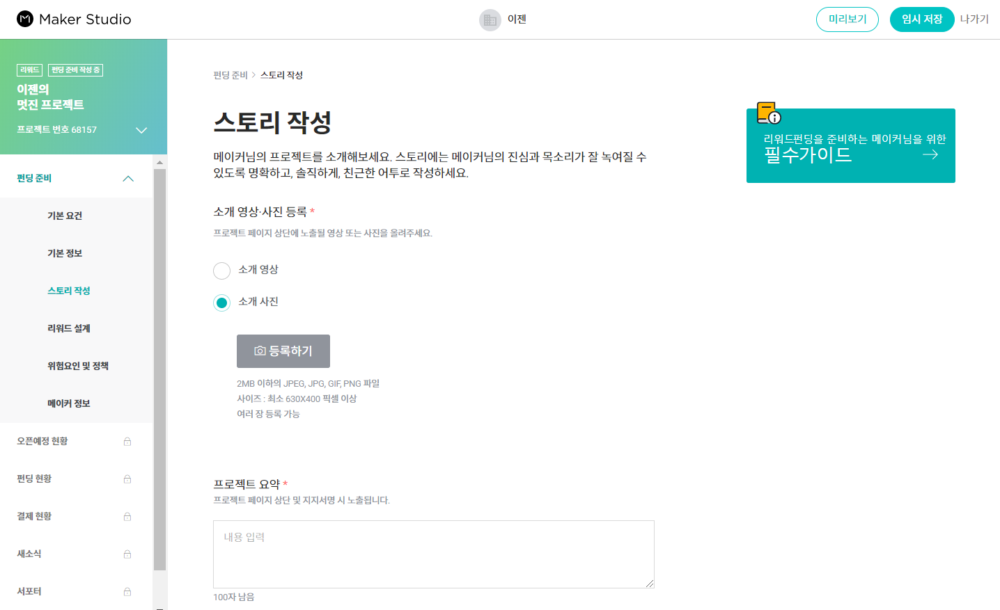 Maker Studio
이젠
미리보기
임시 저장
나가기
리워드
펀딩 준비 작성 중
이젠의
멋진 프로젝트
프로젝트 번호 68157
펀딩 준비
기본 요건
기본 정보
스토리 작성
리워드 설계
위험요인 및 정책
메이커 정보
오픈예정 현황
펀딩 현황
결제 현황
새소식
서포터
펀딩 준비 > 스토리 작성
스토리 작성
메이커님의 프로젝트를 소개해보세요. 스토리에는 메이커님의 진심과 목소리가 잘 녹여질 수
있도록 명확하고, 솔직하게, 친근한 어투로 작성하세요.
소개 영상·사진 등록 *
프로젝트 페이지 상단에 노출될 영상 또는 사진을 올려주세요.
소개 영상
소개 사진
등록하기
2MB 이하의 JPEG, JPG, GIF, PNG 파일
사이즈 : 최소 630X400 픽셀 이상
여러 장 등록 가능
프로젝트 요약 *
프로젝트 페이지 상단 및 지지서명 시 노출됩니다.
내용 입력
100자 남음
리워드펀딩을 준비하는 메이커님을 위한
필수가이드